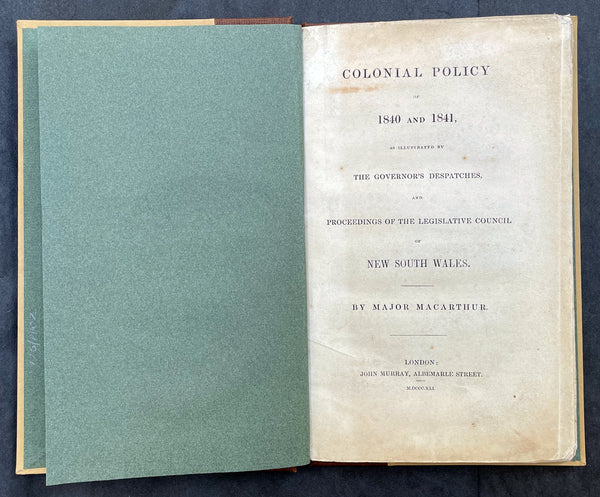 COLONIAL POLICY
OF
1840 AND 1841,
AS ILLUSTRATED BY
THE GOVERNOR'S DESPATCHES,
AND
PROCEEDINGS OF THE LEGISLATIVE COUNCIL
OF
NEW SOUTH WALES.
BY MAJOR MACARTHUR.
LONDON:
JOHN MURRAY, ALBEMARLE STREET.
M.DCCC.XLI.